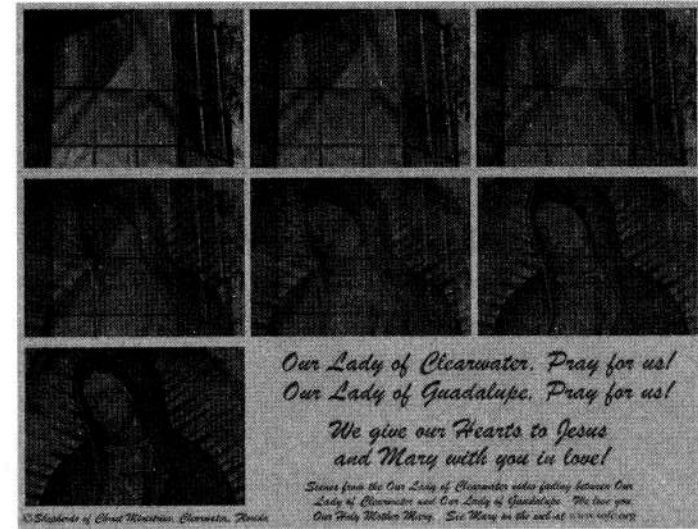 Our Lady of Clearwater, Pray for us!
Our Lady of Guadalupe, Pray for us!
We give our Hearts to Jesus
and Mary with you in love!
Scenes from the Our Lady of Clearwater video fading between Our
Lady of Clearwater and Our Lady of Guadalupe. We love you
Our Holy Mother Mary. See Mary on the web at
© Shepherds of Christ Ministries, Clearwater, Florida